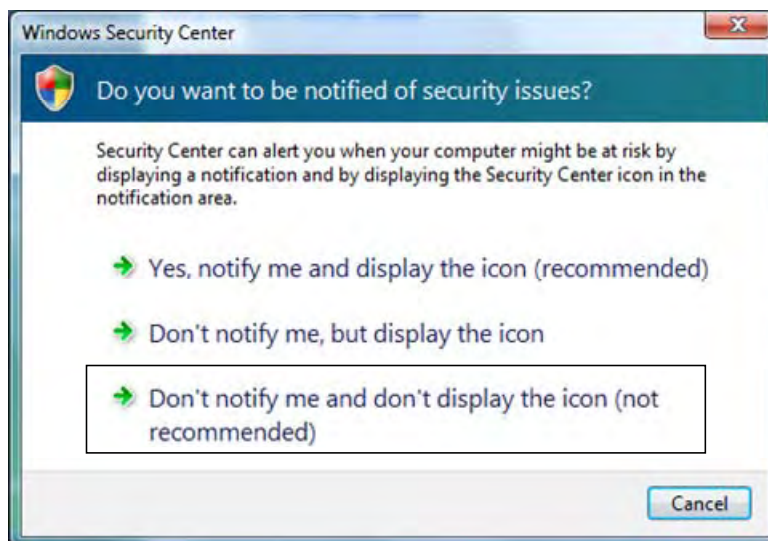 Windows Security Center
Do you want to be notified of security issues?
Security Center can alert you when your computer might be at risk by
displaying a notification and by displaying the Security Center icon in the
notification area.
Yes, notify me and display the icon (recommended)
Don't notify me, but display the icon
Don't notify me and don't display the icon (not
recommended)
Cancel